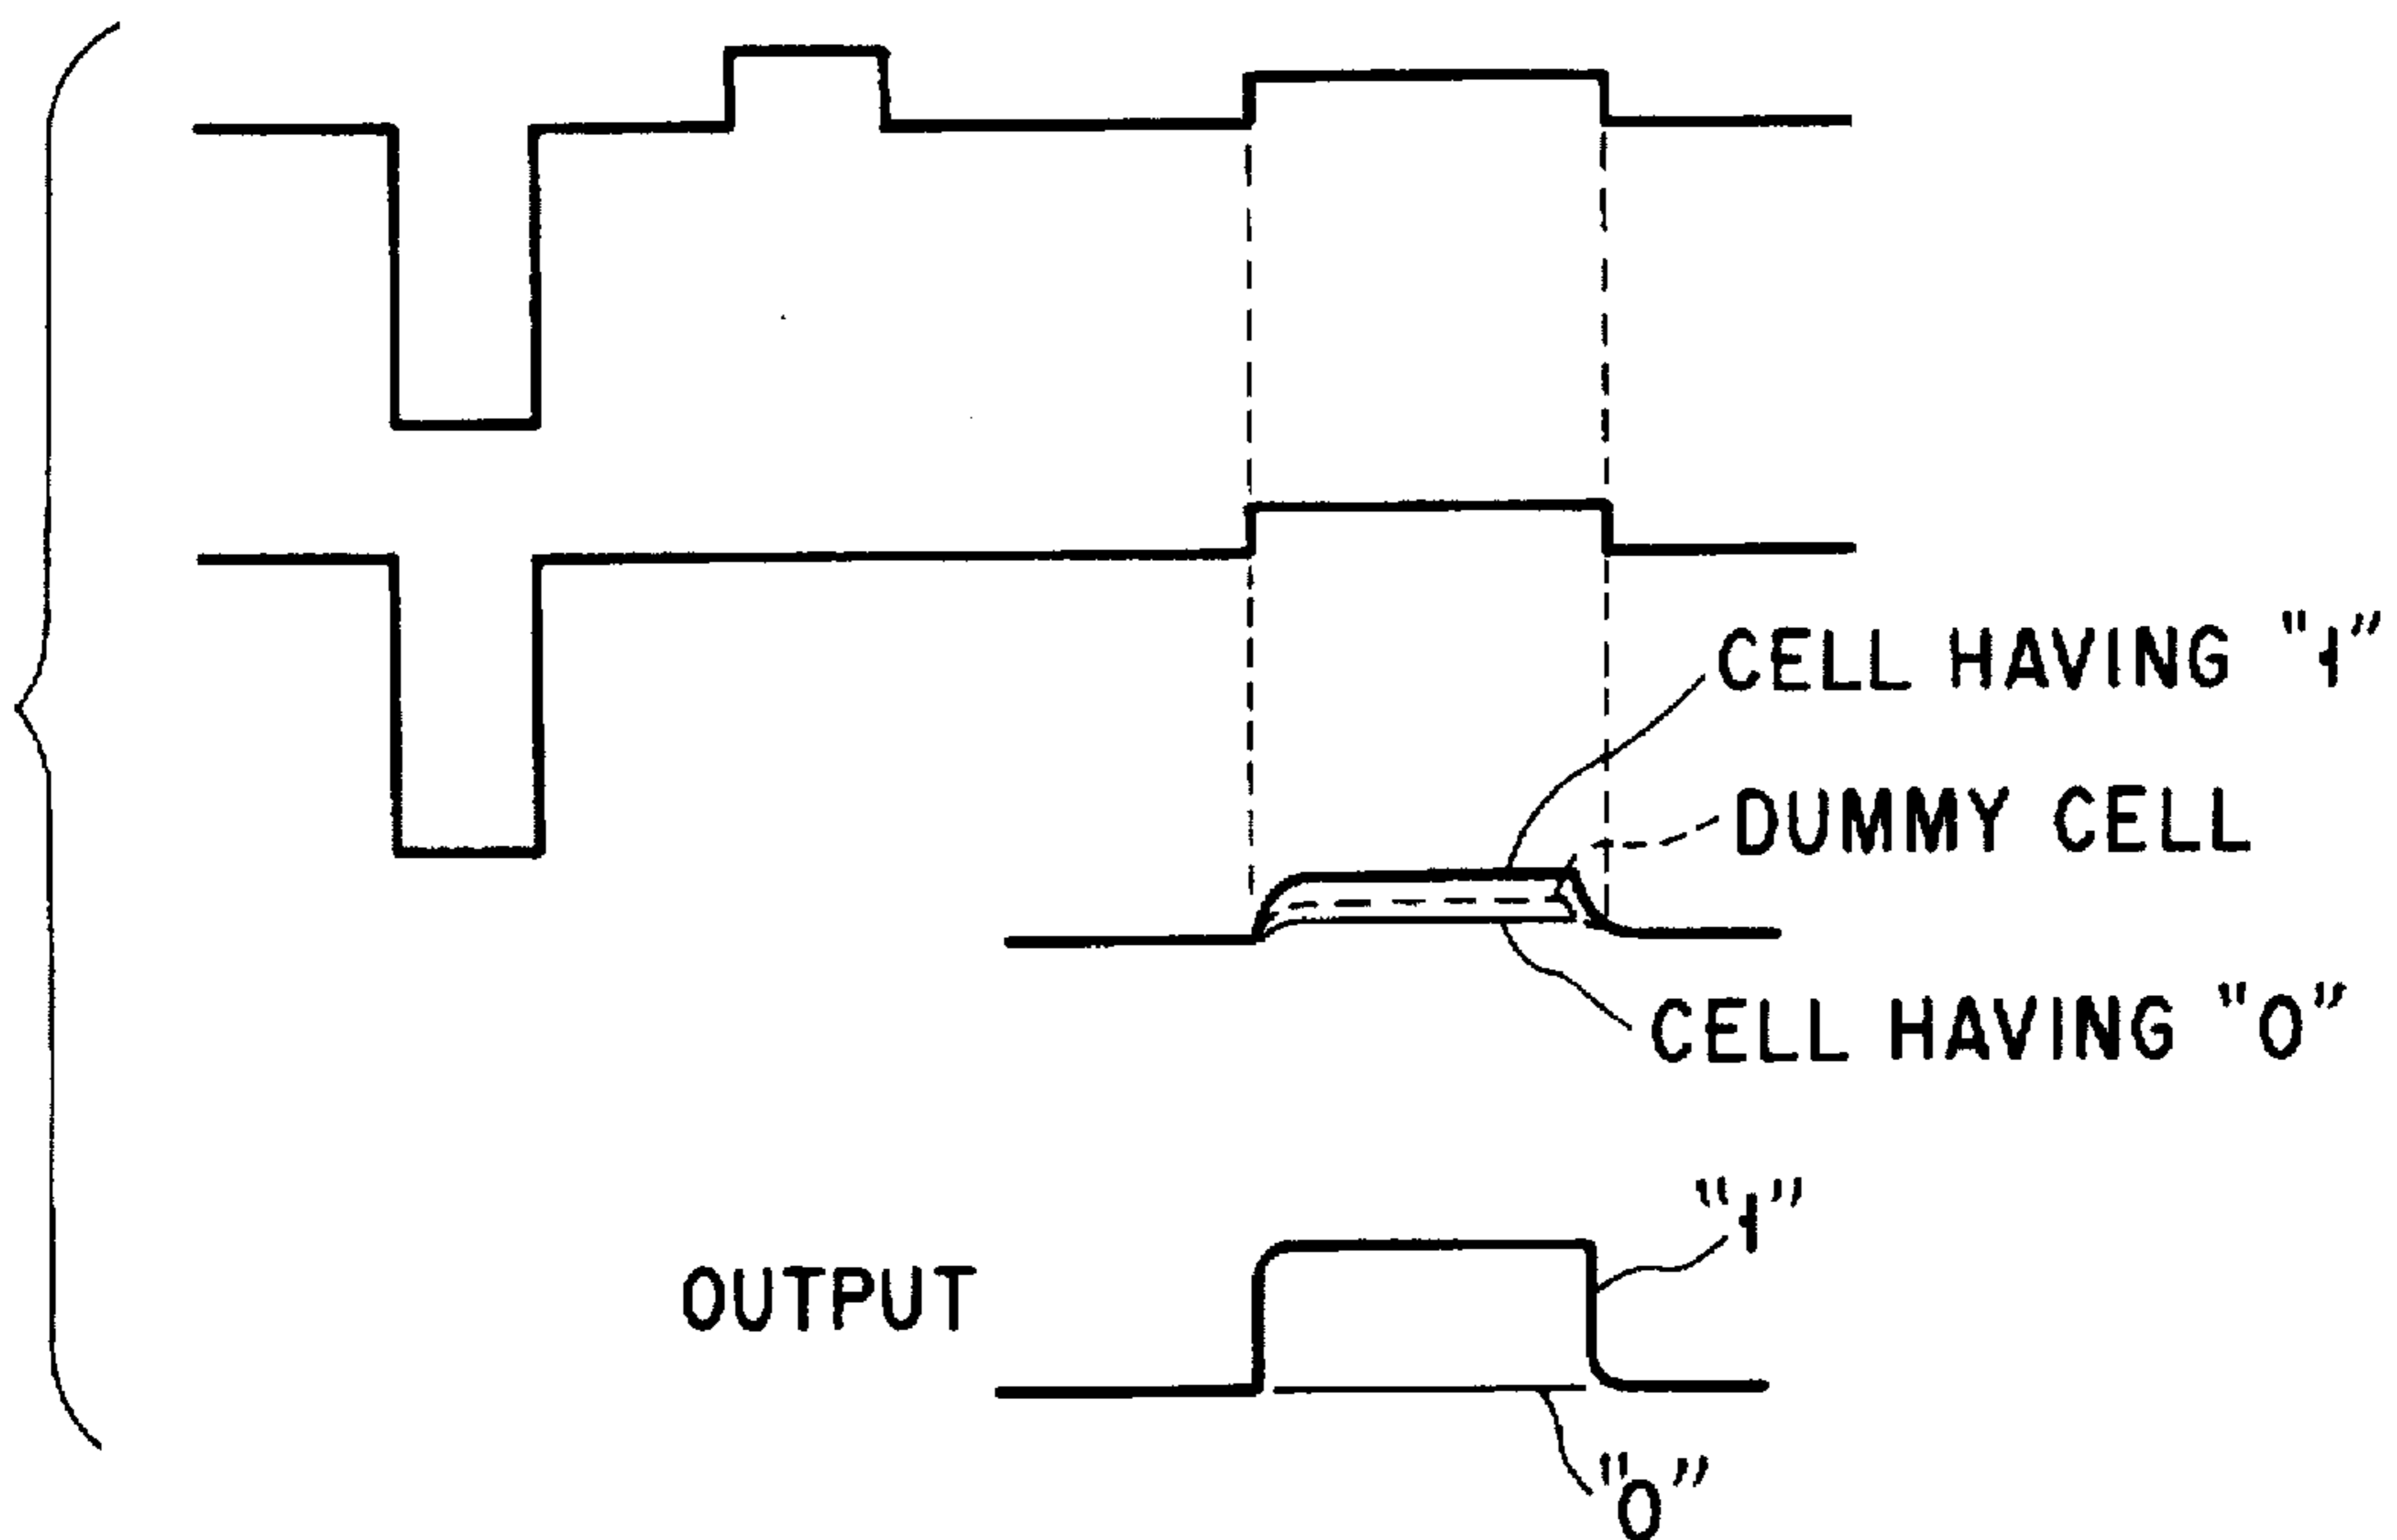 CELL HAVING "1"
DUMMY CELL
CELL HAVING "0"
"1"
OUTPUT
"0"